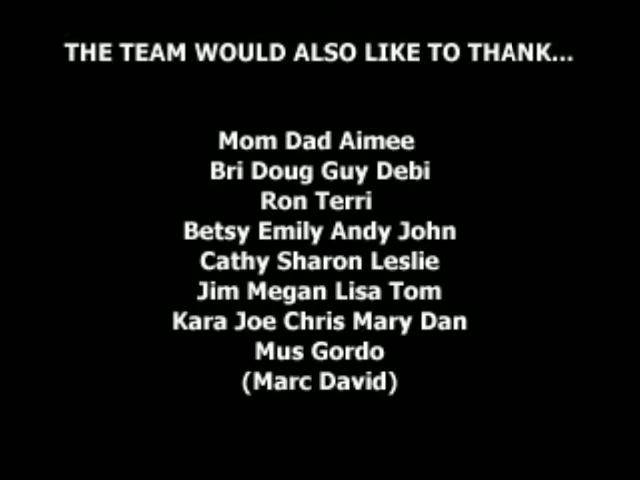 THE TEAM WOULD ALSO LIKE TO THANK...
Mom Dad Aimee
Bri Doug Guy Debi
Ron Terri
Betsy Emily Andy John
Cathy Sharon Leslie
Jim Megan Lisa Tom
Kara Joe Chris Mary Dan
Mus Gordo
(Marc David)